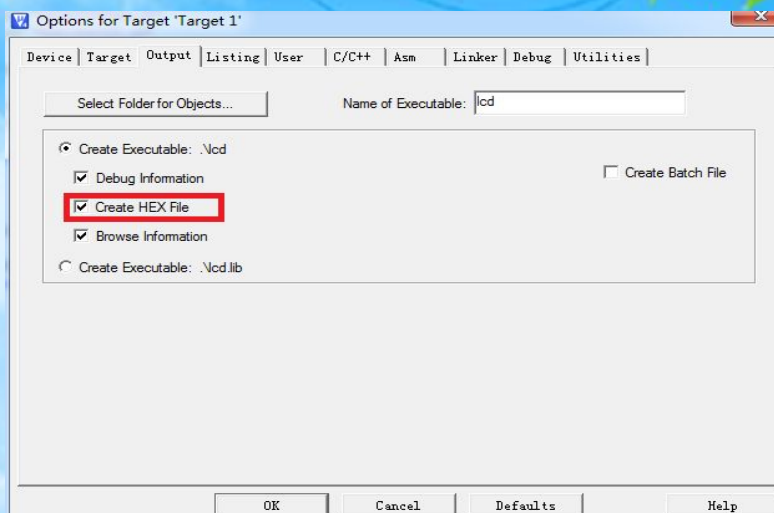 Options for Target 'Target 1'
Device Target Output Listing User C/C++ Asm Linker Debug Utilities
Select Folder for Objects... Name of Executable: lcd
Create Executable: .\lcd
Debug Information Create Batch File
Create HEX File
Browse Information
Create Executable: .\lcd.lib
OK Cancel Defaults Help